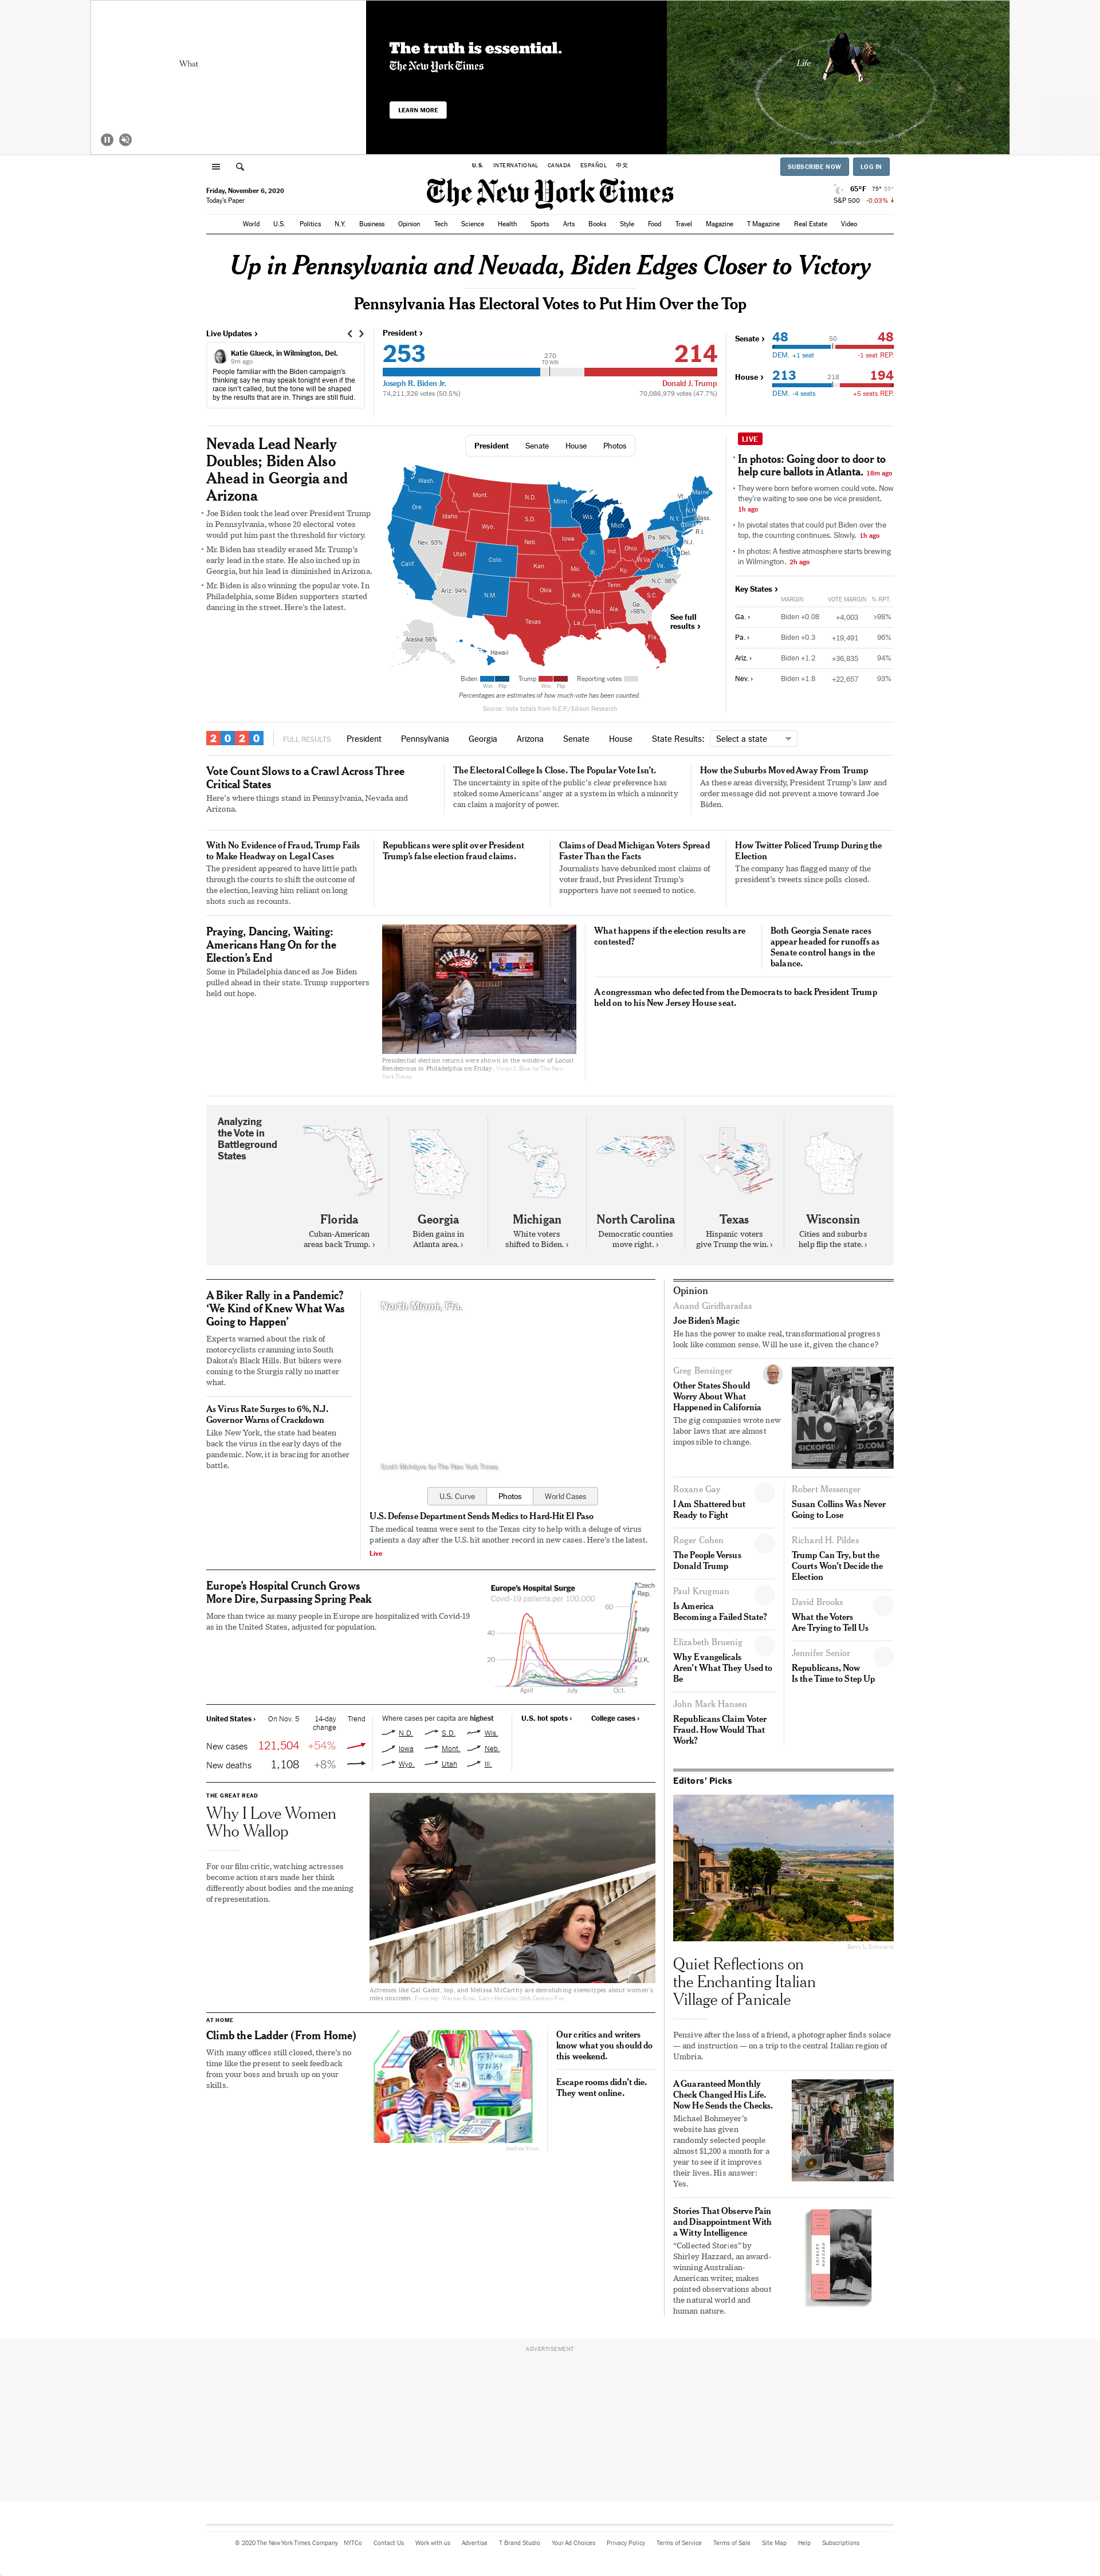 What
The truth is essential.
The New York Times
LEARN MORE
Life
U.S. INTERNATIONAL CANADA ESPAÑOL 中文
SUBSCRIBE NOW LOG IN
Friday, November 6, 2020
Today's Paper
The New York Times
65°F 75° 55°
S&P 500 -0.03%
World U.S. Politics N.Y. Business Opinion Tech Science Health Sports Arts Books Style Food Travel Magazine T Magazine Real Estate Video
Up in Pennsylvania and Nevada, Biden Edges Closer to Victory
Pennsylvania Has Electoral Votes to Put Him Over the Top
Live Updates ›
Katie Glueck, in Wilmington, Del.
9m ago
People familiar with the Biden campaign's
thinking say he may speak tonight even if the
race isn't called, but the tone will be shaped
by the results that are in. Things are still fluid.
President ›
253
270
TO WIN
214
Joseph R. Biden Jr.
Donald J. Trump
74,211,326 votes (50.5%)
70,086,979 votes (47.7%)
Senate › 48 50 48
DEM. +1 seat -1 seat REP.
House › 213 218 194
DEM. -4 seats +5 seats REP.
Nevada Lead Nearly
Doubles; Biden Also
Ahead in Georgia and
Arizona
• Joe Biden took the lead over President Trump
in Pennsylvania, whose 20 electoral votes
would put him past the threshold for victory.
• Mr. Biden has steadily erased Mr. Trump's
early lead in the state. He also inched up in
Georgia, but his lead is diminished in Arizona.
• Mr. Biden is also winning the popular vote. In
Philadelphia, some Biden supporters started
dancing in the street. Here's the latest.
President Senate House Photos
Wash.
Ore.
Calif.
Nev. 93%
Idaho
Mont.
Wyo.
Utah
Colo.
Ariz. 94%
N.M.
N.D.
S.D.
Neb.
Kan.
Okla.
Texas
Minn.
Iowa
Mo.
Ark.
La.
Wis.
Ill.
Mich.
Ind.
Ohio
Ky.
Tenn.
Miss.
Ala.
Ga.
>98%
Fla.
S.C.
N.C. 98%
Va.
W.Va.
Pa. 96%
N.Y.
Vt.
N.H.
Maine
Mass.
Conn.
R.I.
N.J.
Del.
Alaska 56%
Hawaii
See full
results ›
Biden Win Flip Trump Win Flip Reporting votes
Percentages are estimates of how much vote has been counted.
Source: Vote totals from N.E.P./Edison Research
LIVE
• In photos: Going door to door to
help cure ballots in Atlanta. 18m ago
• They were born before women could vote. Now
they're waiting to see one be vice president.
1h ago
• In pivotal states that could put Biden over the
top, the counting continues. Slowly. 1h ago
• In photos: A festive atmosphere starts brewing
in Wilmington. 2h ago
Key States ›
MARGIN VOTE MARGIN % RPT.
Ga. › Biden +0.08 +4,003 >98%
Pa. › Biden +0.3 +19,491 96%
Ariz. › Biden +1.2 +36,835 94%
Nev. › Biden +1.8 +22,657 93%
2020 FULL RESULTS President Pennsylvania Georgia Arizona Senate House State Results: Select a state
Vote Count Slows to a Crawl Across Three
Critical States
Here's where things stand in Pennsylvania, Nevada and
Arizona.
The Electoral College Is Close. The Popular Vote Isn't.
The uncertainty in spite of the public's clear preference has
stoked some Americans' anger at a system in which a minority
can claim a majority of power.
How the Suburbs Moved Away From Trump
As these areas diversify, President Trump's law and
order message did not prevent a move toward Joe
Biden.
With No Evidence of Fraud, Trump Fails
to Make Headway on Legal Cases
The president appeared to have little path
through the courts to shift the outcome of
the election, leaving him reliant on long
shots such as recounts.
Republicans were split over President
Trump's false election fraud claims.
Claims of Dead Michigan Voters Spread
Faster Than the Facts
Journalists have debunked most claims of
voter fraud, but President Trump's
supporters have not seemed to notice.
How Twitter Policed Trump During the
Election
The company has flagged many of the
president's tweets since polls closed.
Praying, Dancing, Waiting:
Americans Hang On for the
Election's End
Some in Philadelphia danced as Joe Biden
pulled ahead in their state. Trump supporters
held out hope.
FIREBALL
Presidential election returns were shown in the window of Locust
Rendezvous in Philadelphia on Friday. Victor J. Blue for The New
York Times
What happens if the election results are
contested?
Both Georgia Senate races
appear headed for runoffs as
Senate control hangs in the
balance.
A congressman who defected from the Democrats to back President Trump
held on to his New Jersey House seat.
Analyzing
the Vote in
Battleground
States
Florida
Cuban-American
areas back Trump. ›
Georgia
Biden gains in
Atlanta area. ›
Michigan
White voters
shifted to Biden. ›
North Carolina
Democratic counties
move right. ›
Texas
Hispanic voters
give Trump the win. ›
Wisconsin
Cities and suburbs
help flip the state. ›
A Biker Rally in a Pandemic?
‘We Kind of Knew What Was
Going to Happen’
Experts warned about the risk of
motorcyclists cramming into South
Dakota's Black Hills. But bikers were
coming to the Sturgis rally no matter
what.
As Virus Rate Surges to 6%, N.J.
Governor Warns of Crackdown
Like New York, the state had beaten
back the virus in the early days of the
pandemic. Now, it is bracing for another
battle.
North Miami, Fla.
Scott McIntyre for The New York Times
U.S. Curve Photos World Cases
U.S. Defense Department Sends Medics to Hard-Hit El Paso
The medical teams were sent to the Texas city to help with a deluge of virus
patients a day after the U.S. hit another record in new cases. Here's the latest.
Live
Europe's Hospital Crunch Grows
More Dire, Surpassing Spring Peak
More than twice as many people in Europe are hospitalized with Covid-19
as in the United States, adjusted for population.
Europe's Hospital Surge
Covid-19 patients per 100,000
60
40
20
Czech
Rep.
Italy
U.K.
April July Oct.
United States › On Nov. 5 14-day
change Trend
New cases 121,504 +54%
New deaths 1,108 +8%
Where cases per capita are highest
N.D. S.D. Wis.
Iowa Mont. Neb.
Wyo. Utah Ill.
U.S. hot spots › College cases ›
THE GREAT READ
Why I Love Women
Who Wallop
For our film critic, watching actresses
become action stars made her think
differently about bodies and the meaning
of representation.
Actresses like Gal Gadot, top, and Melissa McCarthy are demolishing stereotypes about women's
roles onscreen. From top: Warner Bros.; Larry Horricks/20th Century Fox
AT HOME
Climb the Ladder (From Home)
With many offices still closed, there's no
time like the present to seek feedback
from your boss and brush up on your
skills.
Our critics and writers
know what you should do
this weekend.
Escape rooms didn't die.
They went online.
Opinion
Anand Giridharadas
Joe Biden's Magic
He has the power to make real, transformational progress
look like common sense. Will he use it, given the chance?
Greg Bensinger
Other States Should
Worry About What
Happened in California
The gig companies wrote new
labor laws that are almost
impossible to change.
NO 22
Roxane Gay
I Am Shattered but
Ready to Fight
Robert Messenger
Susan Collins Was Never
Going to Lose
Roger Cohen
The People Versus
Donald Trump
Richard H. Pildes
Trump Can Try, but the
Courts Won't Decide the
Election
Paul Krugman
Is America
Becoming a Failed State?
David Brooks
What the Voters
Are Trying to Tell Us
Elizabeth Bruenig
Why Evangelicals
Aren't What They Used to
Be
Jennifer Senior
Republicans, Now
Is the Time to Step Up
John Mark Hansen
Republicans Claim Voter
Fraud. How Would That
Work?
Editors' Picks
Barry L. Schwartz
Quiet Reflections on
the Enchanting Italian
Village of Panicale
Pensive after the loss of a friend, a photographer finds solace
— and instruction — on a trip to the central Italian region of
Umbria.
A Guaranteed Monthly
Check Changed His Life.
Now He Sends the Checks.
Michael Bohmeyer's
website has given
randomly selected people
almost $1,200 a month for a
year to see if it improves
their lives. His answer:
Yes.
Stories That Observe Pain
and Disappointment With
a Witty Intelligence
“Collected Stories” by
Shirley Hazzard, an award-
winning Australian-
American writer, makes
pointed observations about
the natural world and
human nature.
SHIRLEY HAZZARD
ADVERTISEMENT
© 2020 The New York Times Company NYTCo Contact Us Work with us Advertise T Brand Studio Your Ad Choices Privacy Policy Terms of Service Terms of Sale Site Map Help Subscriptions